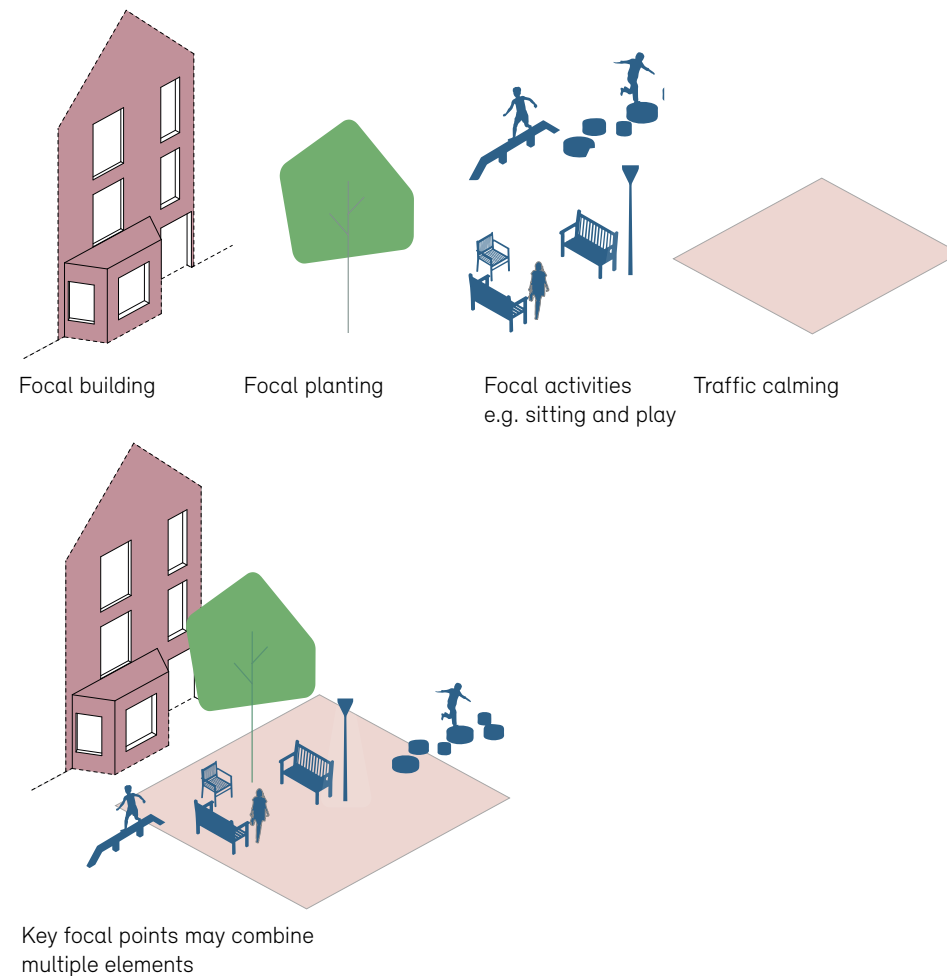 Focal building
Focal planting
Focal activities
e.g. sitting and play
Traffic calming
Key focal points may combine
multiple elements